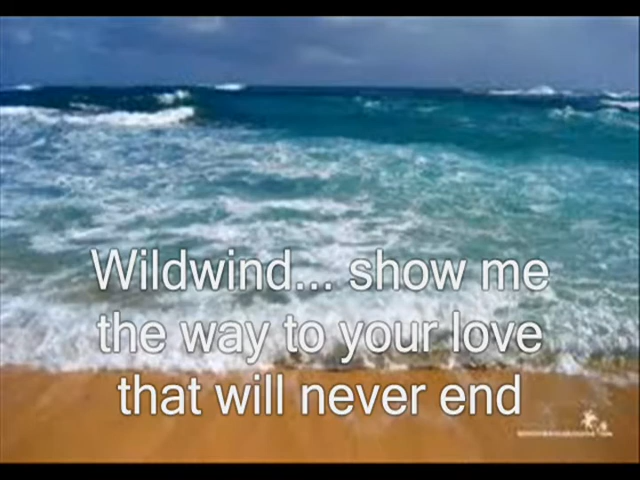 Wildwind... show me
the way to your love
that will never end